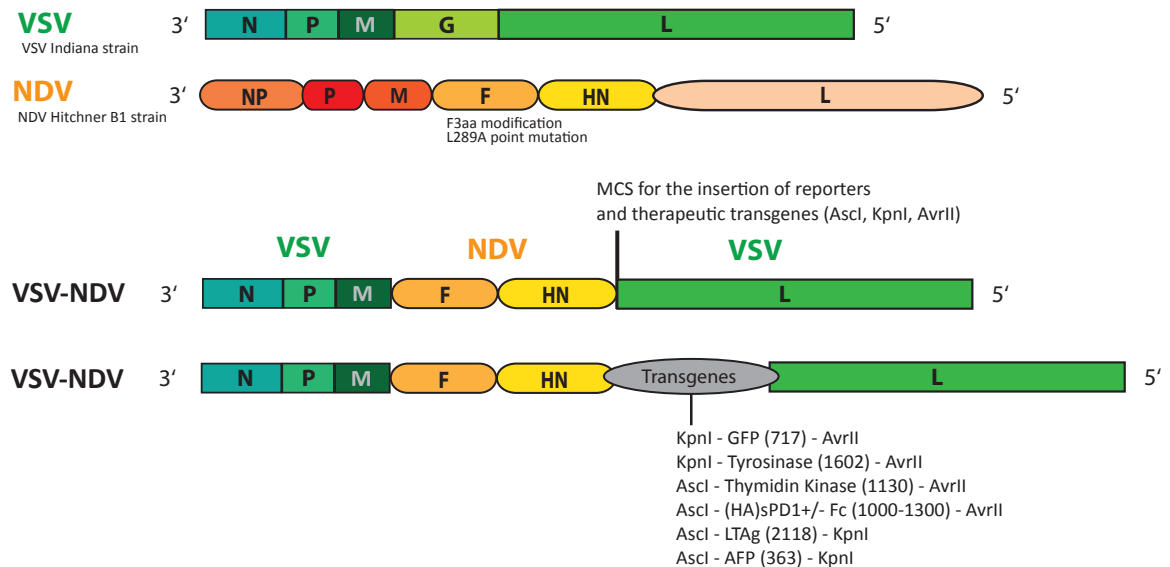 VSV
VSV Indiana strain
3‘ N P M G L 5‘
NDV
NDV Hitchner B1 strain
3‘ NP P M F HN L 5‘
F3aa modification
L289A point mutation
MCS for the insertion of reporters
and therapeutic transgenes (AscI, KpnI, AvrII)
VSV NDV VSV
VSV-NDV 3‘ N P M F HN L 5‘
VSV-NDV 3‘ N P M F HN Transgenes L 5‘
KpnI - GFP (717) - AvrII
KpnI - Tyrosinase (1602) - AvrII
AscI - Thymidin Kinase (1130) - AvrII
AscI - (HA)sPD1+/- Fc (1000-1300) - AvrII
AscI - LTAg (2118) - KpnI
AscI - AFP (363) - KpnI